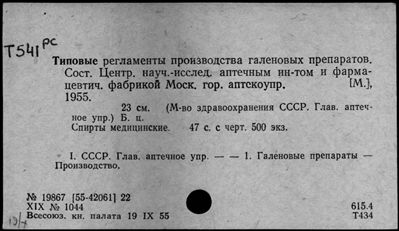 Т541 рс
Типовые регламенты производства галеновых препаратов.
Сост. Центр. науч.-исслед. аптечным ин-том и фарма-
цевтич. фабрикой Моск. гор. аптекоупр. [М.],
1955.
23 см. (М-во здравоохранения СССР. Глав. аптеч-
ное упр.) Б. ц.
Спирты медицинские. 47 с. с черт. 500 экз.
1. СССР. Глав. аптечное упр. — — 1. Галеновые препараты —
Производство.
№ 19867 [55-42061] 22
XIX № 1044 615.4
Всесоюз. кн. палата 19 IX 55 Т434